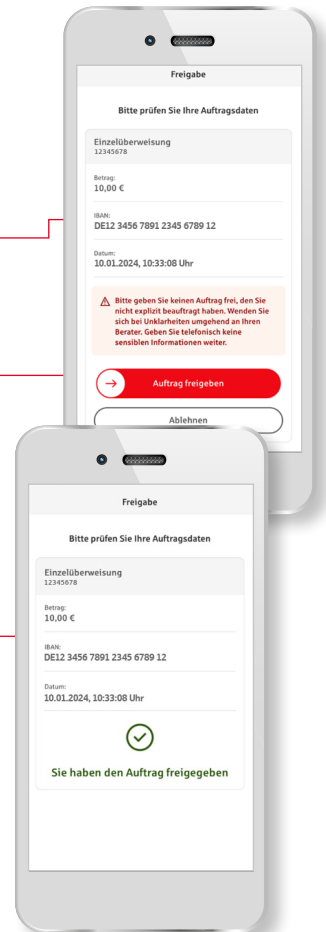 Freigabe
Bitte prüfen Sie Ihre Auftragsdaten
Einzelüberweisung
12345678
Betrag:
10,00 €
IBAN:
DE12 3456 7891 2345 6789 12
Datum:
10.01.2024, 10:33:08 Uhr
Bitte geben Sie keinen Auftrag frei, den Sie
nicht explizit beauftragt haben. Wenden Sie
sich bei Unklarheiten umgehend an Ihren
Berater. Geben Sie telefonisch keine
sensiblen Informationen weiter.
Auftrag freigeben
Ablehnen
Freigabe
Bitte prüfen Sie Ihre Auftragsdaten
Einzelüberweisung
12345678
Betrag:
10,00 €
IBAN:
DE12 3456 7891 2345 6789 12
Datum:
10.01.2024, 10:33:08 Uhr
Sie haben den Auftrag freigegeben